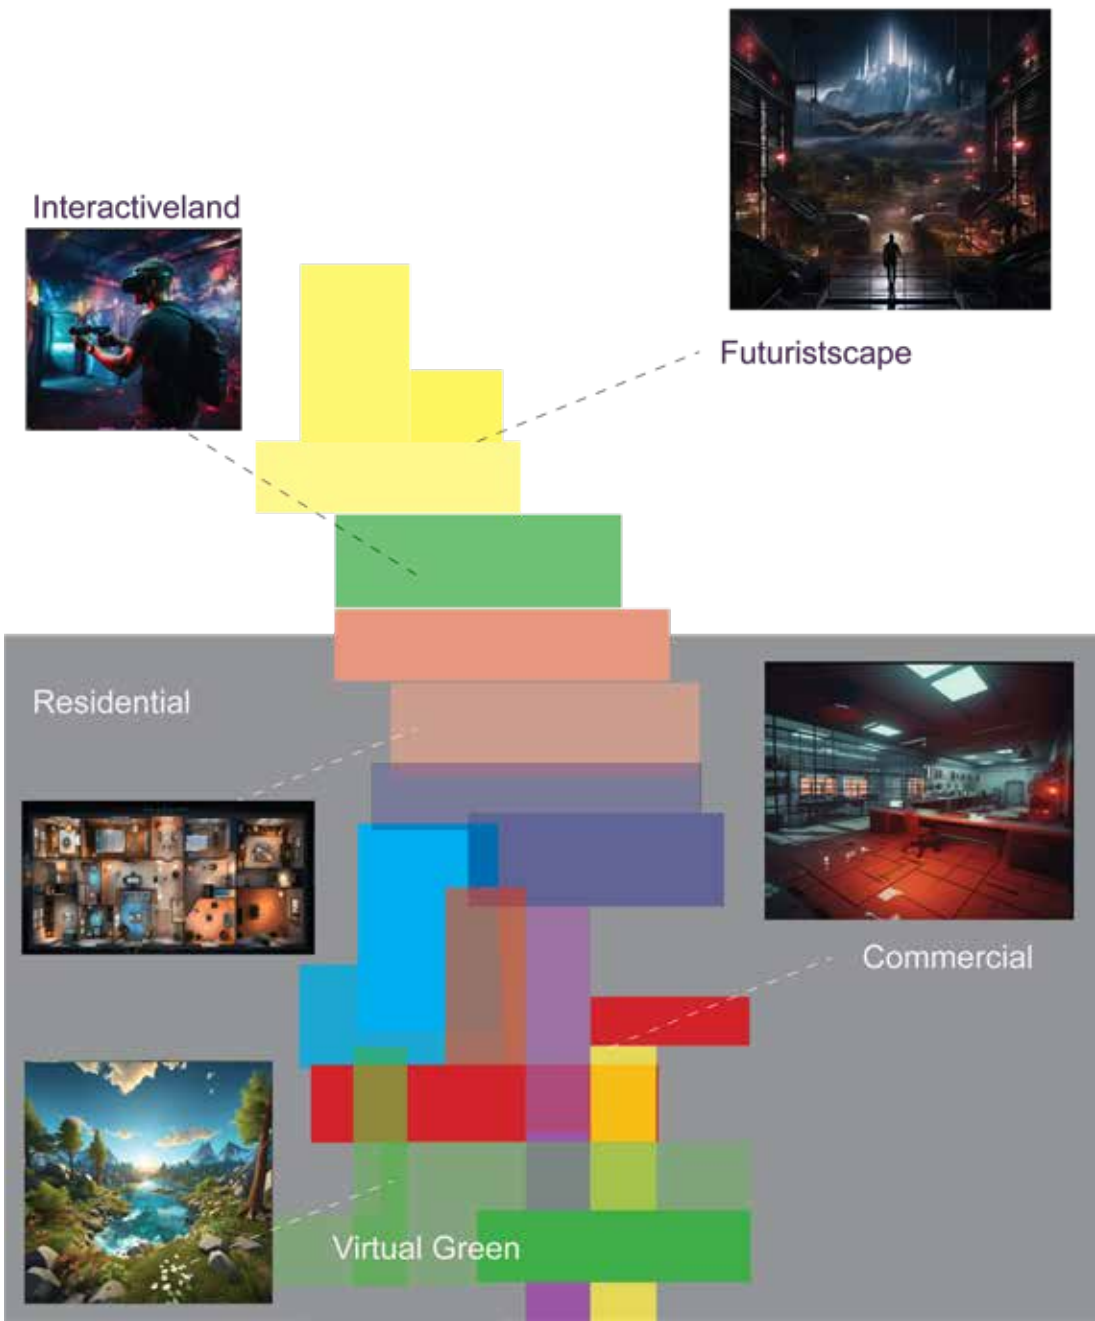 Interactiveland
Futuristscape
Residential
Commercial
Virtual Green